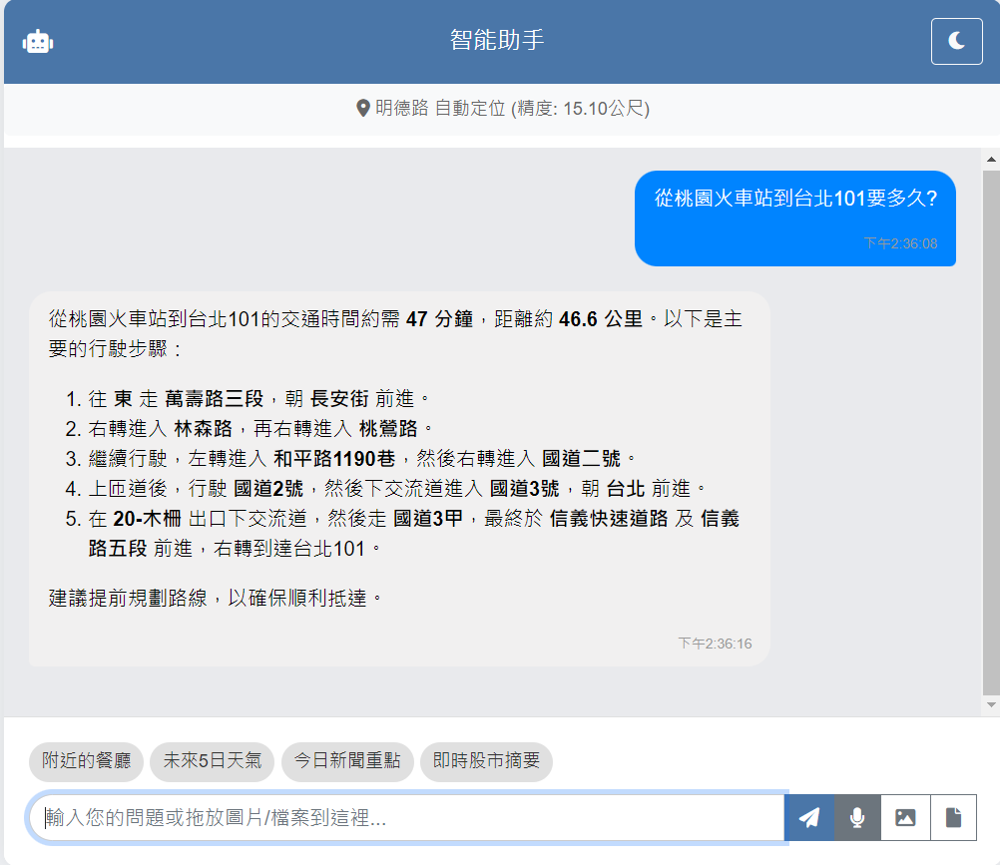 智能助手
明德路 自動定位 (精度: 15.10公尺)
從桃園火車站到台北101要多久?
下午2:36:08
從桃園火車站到台北101的交通時間約需 47 分鐘，距離約 46.6 公里。以下是主
要的行駛步驟：
1. 往 東 走 萬壽路三段，朝 長安街 前進。
2. 右轉進入 林森路，再右轉進入 桃鶯路。
3. 繼續行駛，左轉進入 和平路1190巷，然後右轉進入 國道二號。
4. 上匝道後，行駛 國道2號，然後下交流道進入 國道3號，朝 台北 前進。
5. 在 20-木柵 出口下交流道，然後走 國道3甲，最終於 信義快速道路 及 信義
路五段 前進，右轉到達台北101。
建議提前規劃路線，以確保順利抵達。
下午2:36:16
附近的餐廳 未來5日天氣 今日新聞重點 即時股市摘要
輸入您的問題或拖放圖片/檔案到這裡...